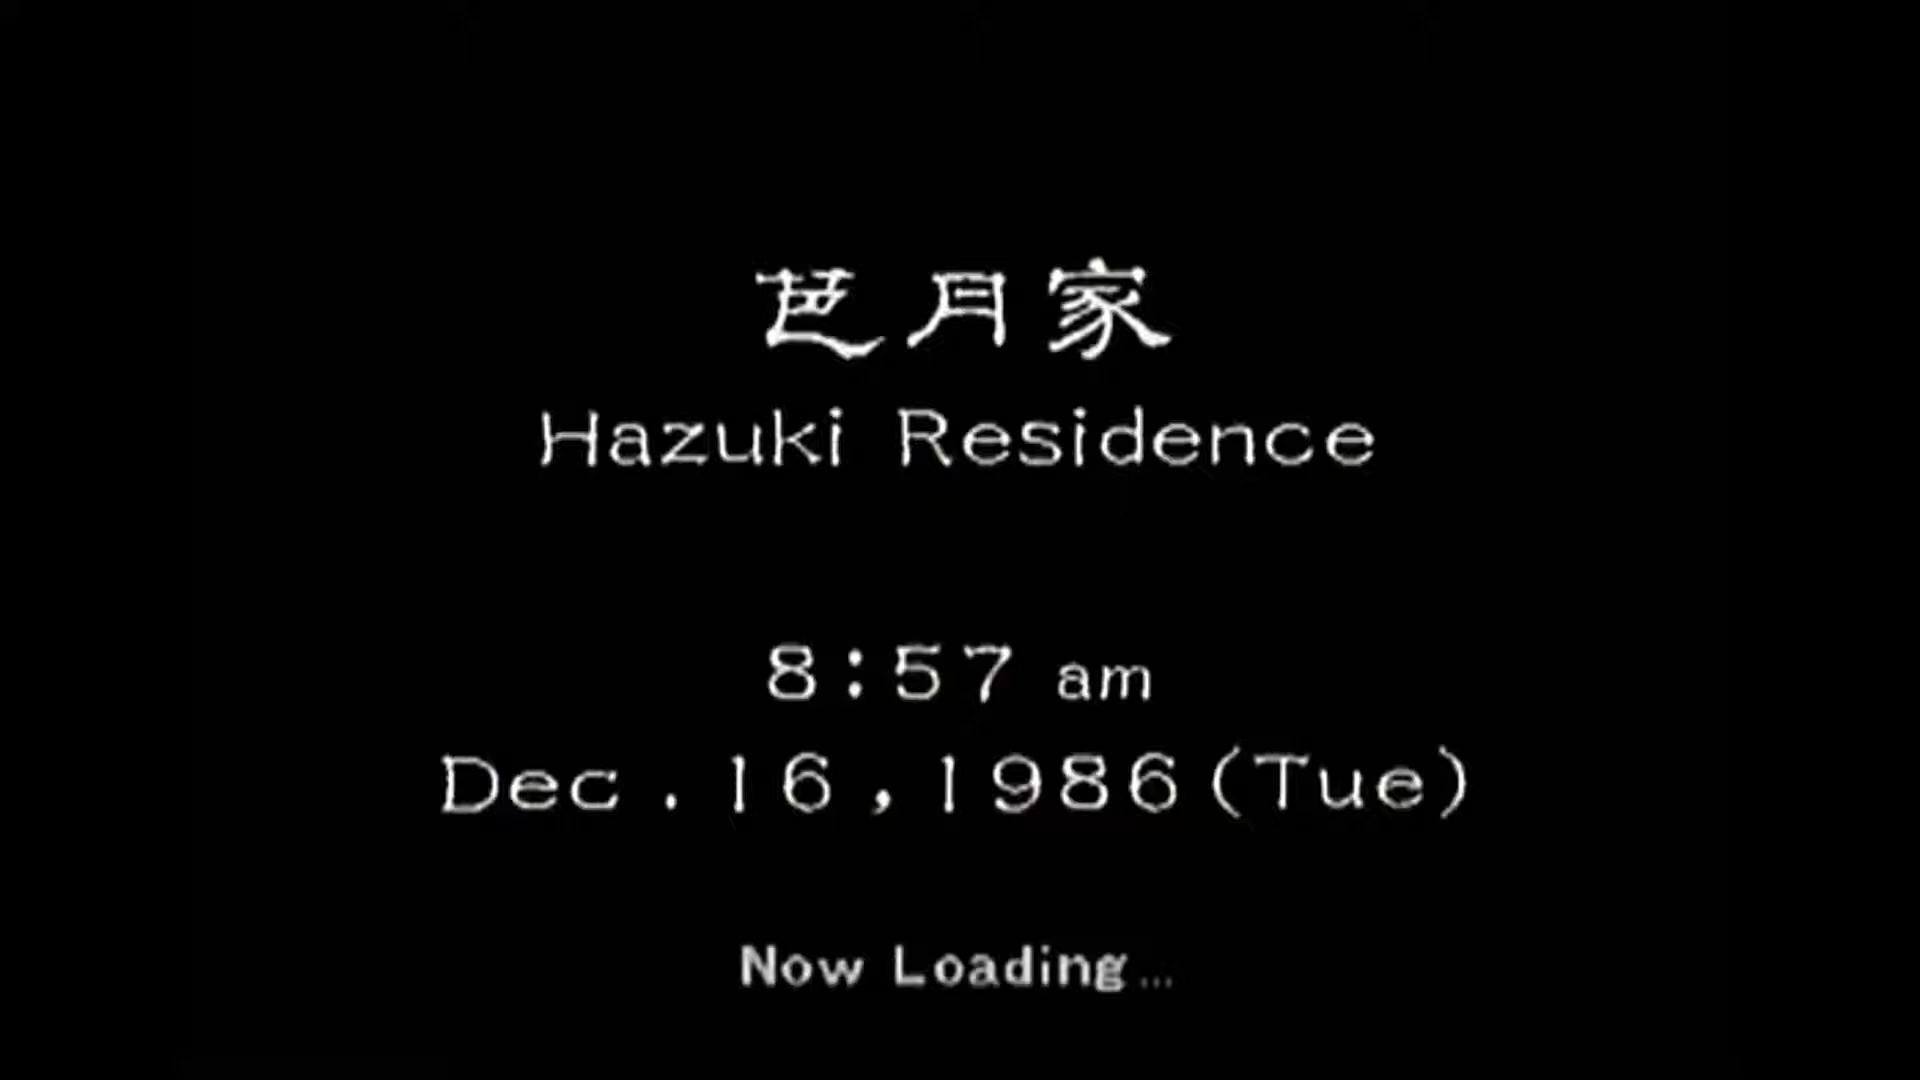 芭月家
Hazuki Residence
8:57 am
Dec.16,1986(Tue)
Now Loading...